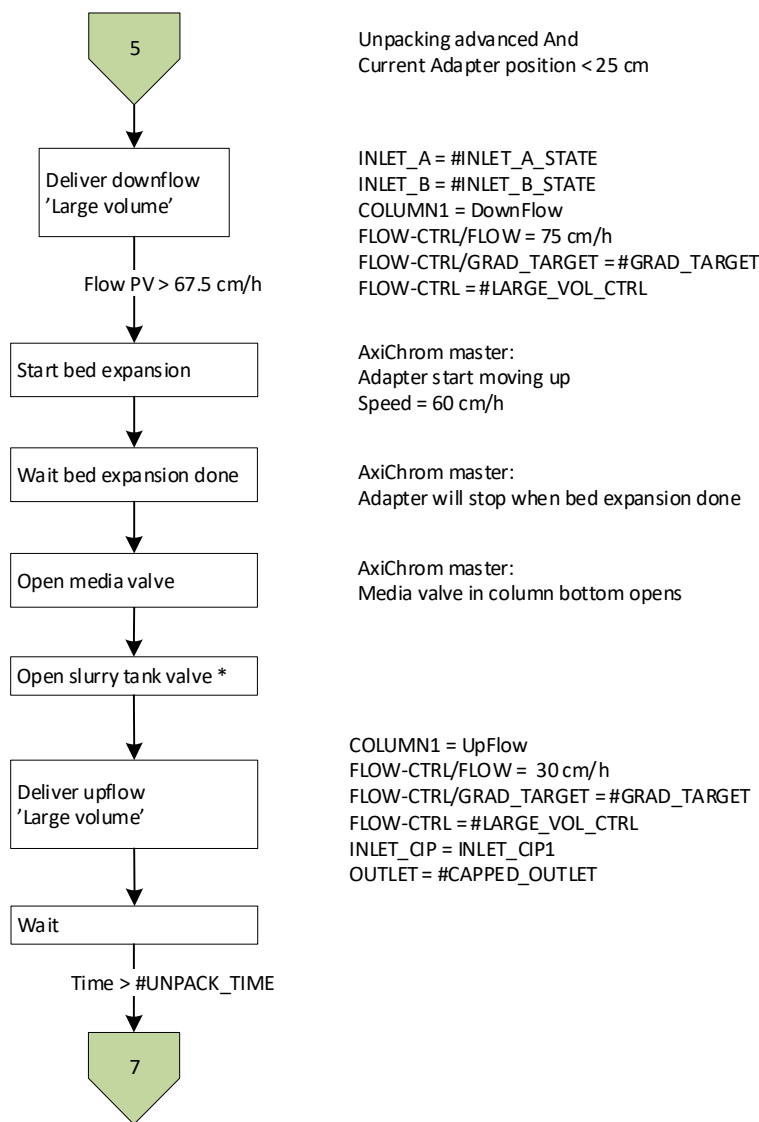 5
Unpacking advanced And
Current Adapter position < 25 cm
Deliver downflow
’Large volume’
INLET_A = #INLET_A_STATE
INLET_B = #INLET_B_STATE
COLUMN1 = DownFlow
FLOW-CTRL/FLOW = 75 cm/h
FLOW-CTRL/GRAD_TARGET = #GRAD_TARGET
FLOW-CTRL = #LARGE_VOL_CTRL
Flow PV > 67.5 cm/h
Start bed expansion
AxiChrom master:
Adapter start moving up
Speed = 60 cm/h
Wait bed expansion done
AxiChrom master:
Adapter will stop when bed expansion done
Open media valve
AxiChrom master:
Media valve in column bottom opens
Open slurry tank valve *
Deliver upflow
’Large volume’
COLUMN1 = UpFlow
FLOW-CTRL/FLOW = 30 cm/h
FLOW-CTRL/GRAD_TARGET = #GRAD_TARGET
FLOW-CTRL = #LARGE_VOL_CTRL
INLET_CIP = INLET_CIP1
OUTLET = #CAPPED_OUTLET
Wait
Time > #UNPACK_TIME
7